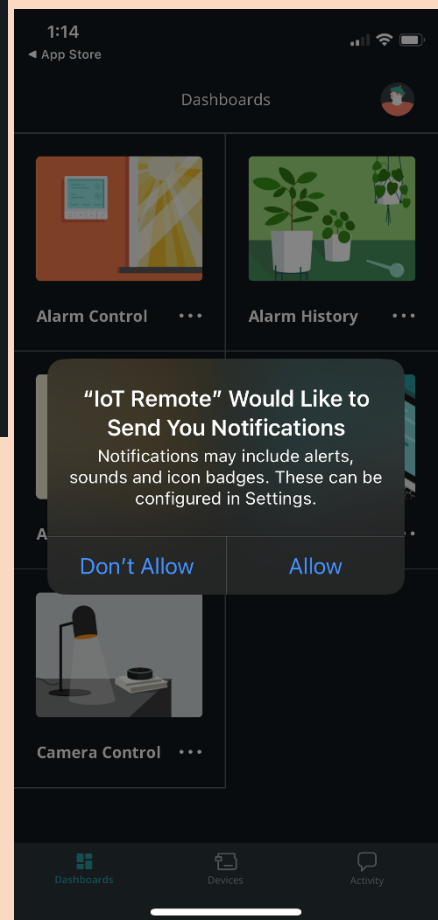 1:14
◀ App Store
Dashboards
Alarm Control •••
Alarm History •••
“IoT Remote” Would Like to
Send You Notifications
Notifications may include alerts,
sounds and icon badges. These can be
configured in Settings.
Don’t Allow
Allow
Camera Control •••
Dashboards
Devices
Activity